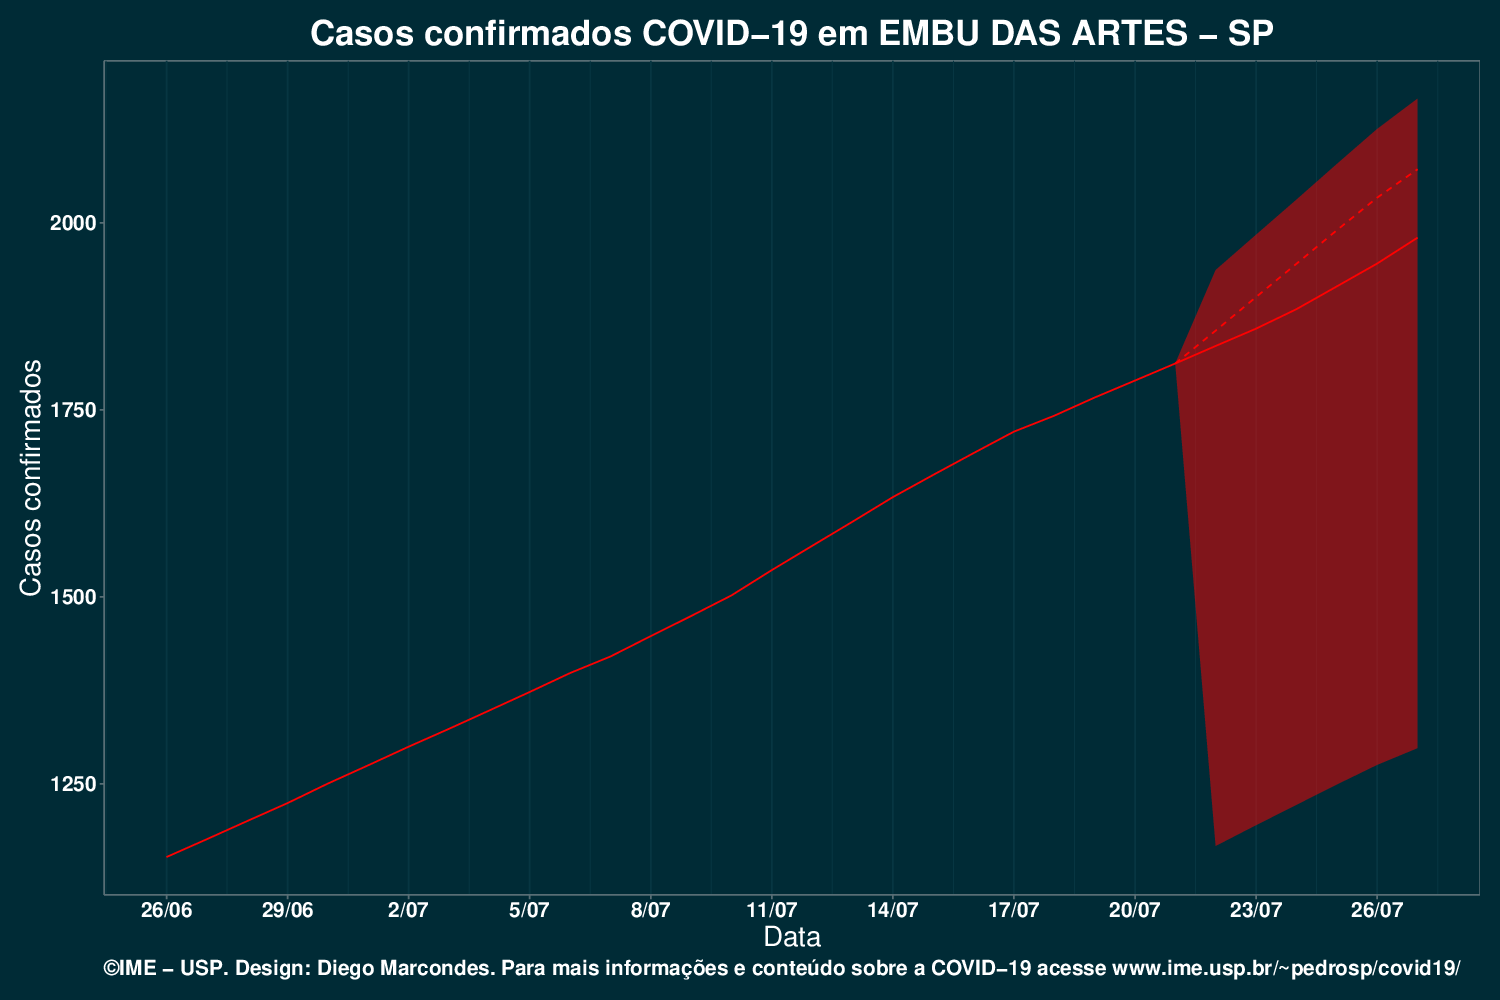 Casos confirmados COVID−19 em EMBU DAS ARTES − SP
Casos confirmados
2000
1750
1500
1250
26/06 29/06 2/07 5/07 8/07 11/07 14/07 17/07 20/07 23/07 26/07
Data
©IME − USP. Design: Diego Marcondes. Para mais informações e conteúdo sobre a COVID−19 acesse www.ime.usp.br/~pedrosp/covid19/